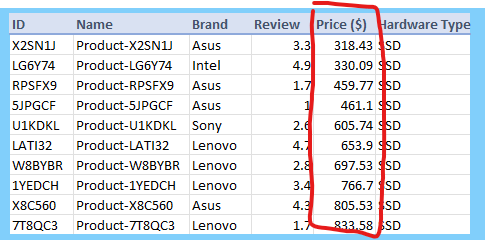 ID Name Brand Review Price ($) Hardware Type
X2SN1J Product-X2SN1J Asus 3.3 318.43 SSD
LG6Y74 Product-LG6Y74 Intel 4.9 330.09 SSD
RPSFX9 Product-RPSFX9 Asus 1.7 459.77 SSD
5JPGCF Product-5JPGCF Asus 1 461.1 SSD
U1KDKL Product-U1KDKL Sony 2.6 605.74 SSD
LATI32 Product-LATI32 Lenovo 4.7 653.9 SSD
W8BYBR Product-W8BYBR Lenovo 2.8 697.53 SSD
1YEDCH Product-1YEDCH Lenovo 3.4 766.7 SSD
X8C560 Product-X8C560 Asus 4.3 805.53 SSD
7T8QC3 Product-7T8QC3 Lenovo 1.7 833.58 SSD